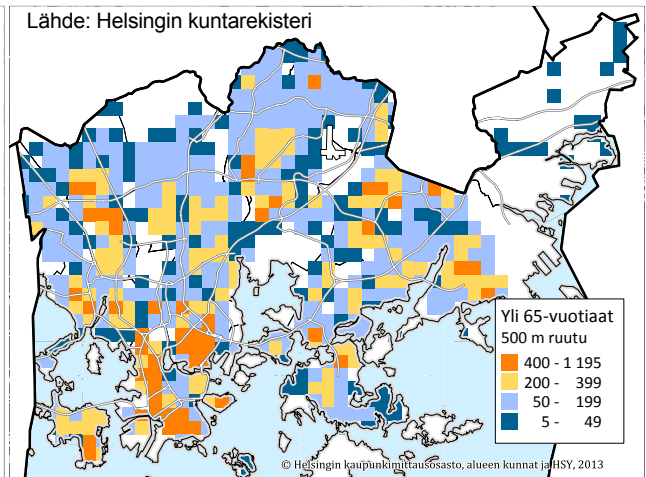 Lähde: Helsingin kuntarekisteri
Yli 65-vuotiaat
500 m ruutu
400 - 1 195
200 - 399
50 - 199
5 - 49
© Helsingin kaupunkimittausosasto, alueen kunnat ja HSY, 2013